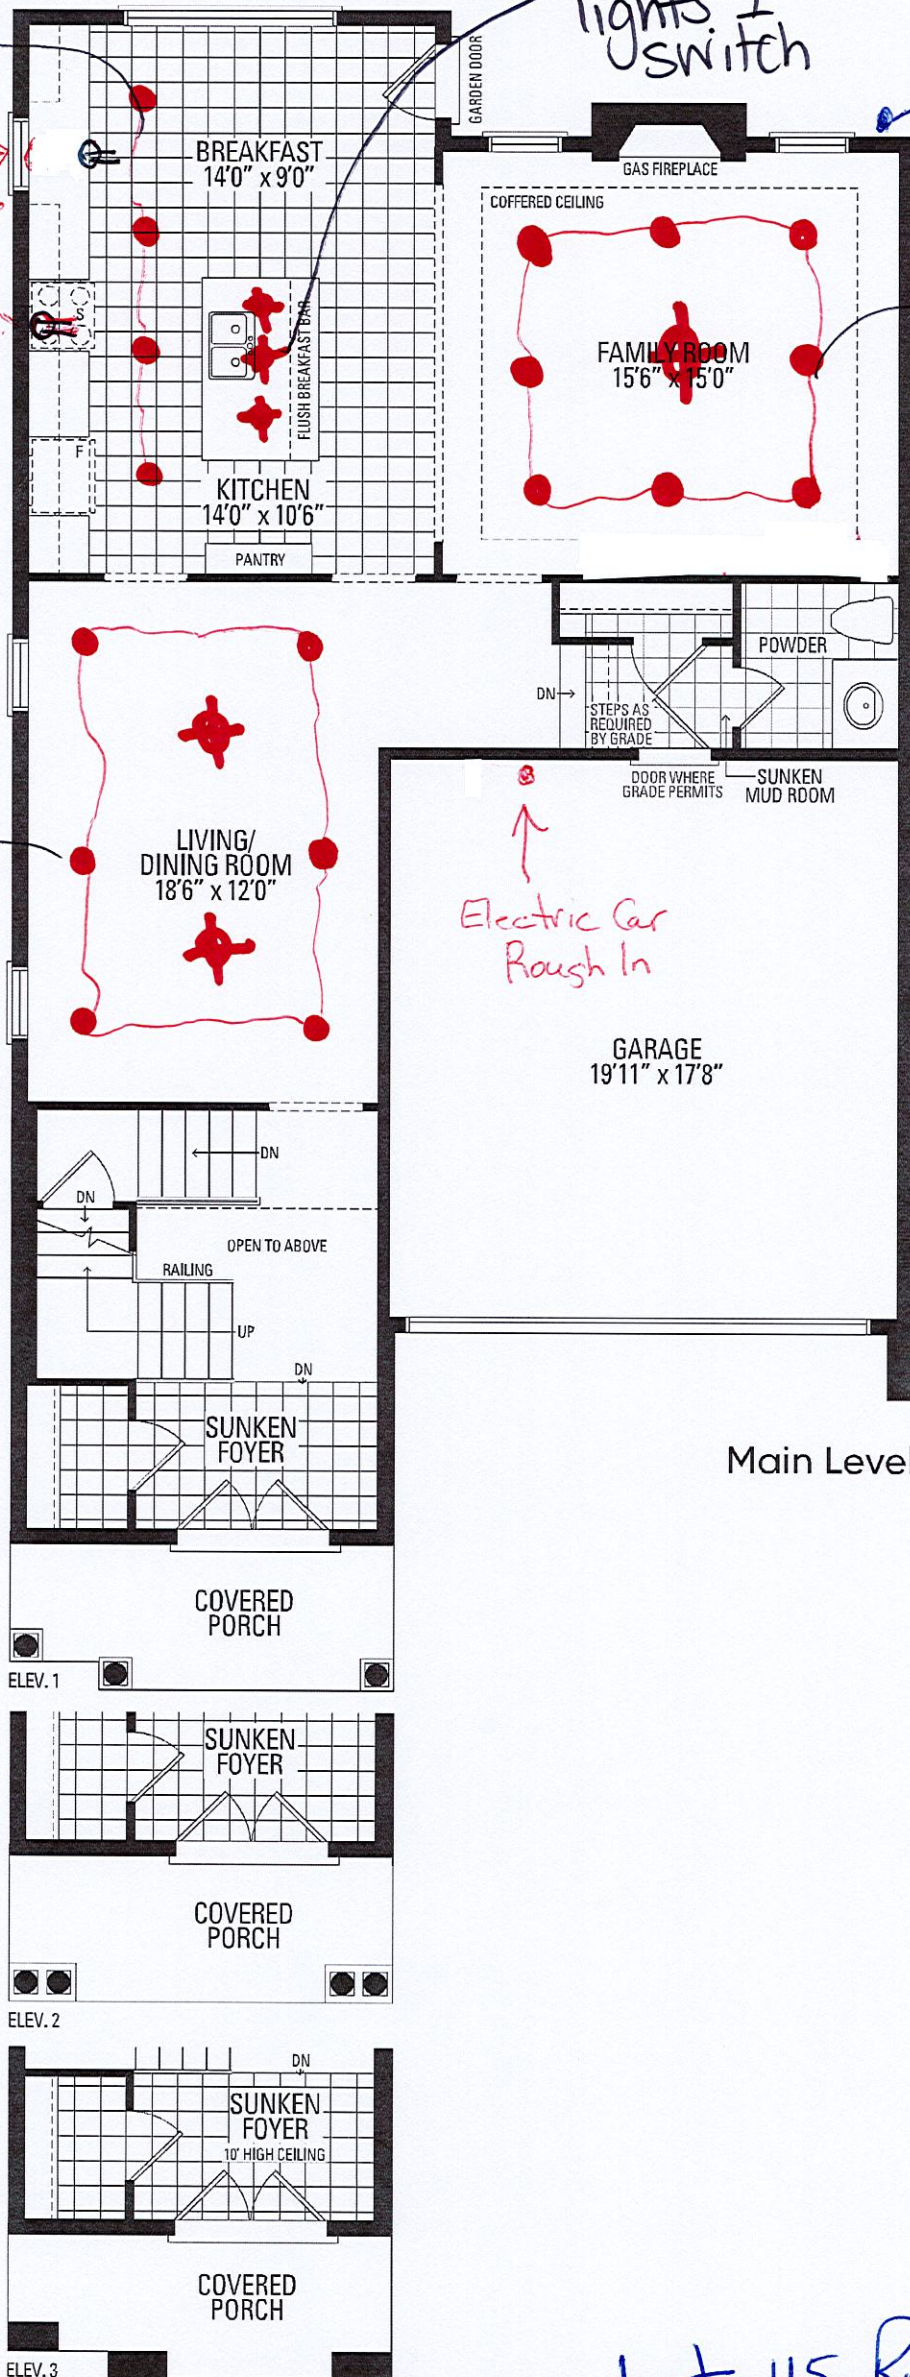 lights 1
switch
GARDEN DOOR
BREAKFAST
14'0" x 9'0"
GAS FIREPLACE
COFFERED CEILING
S
FLUSH BREAKFAST BAR
FAMILY ROOM
15'6" x 15'0"
F
KITCHEN
14'0" x 10'6"
PANTRY
POWDER
DN
STEPS AS
REQUIRED
BY GRADE
DOOR WHERE
GRADE PERMITS
SUNKEN
MUD ROOM
LIVING/
DINING ROOM
18'6" x 12'0"
Electric Car
Rough In
GARAGE
19'11" x 17'8"
DN
DN
OPEN TO ABOVE
RAILING
UP
DN
SUNKEN
FOYER
Main Level
COVERED
PORCH
ELEV. 1
SUNKEN
FOYER
COVERED
PORCH
ELEV. 2
DN
SUNKEN
FOYER
10' HIGH CEILING
COVERED
PORCH
ELEV. 3
Lot 115